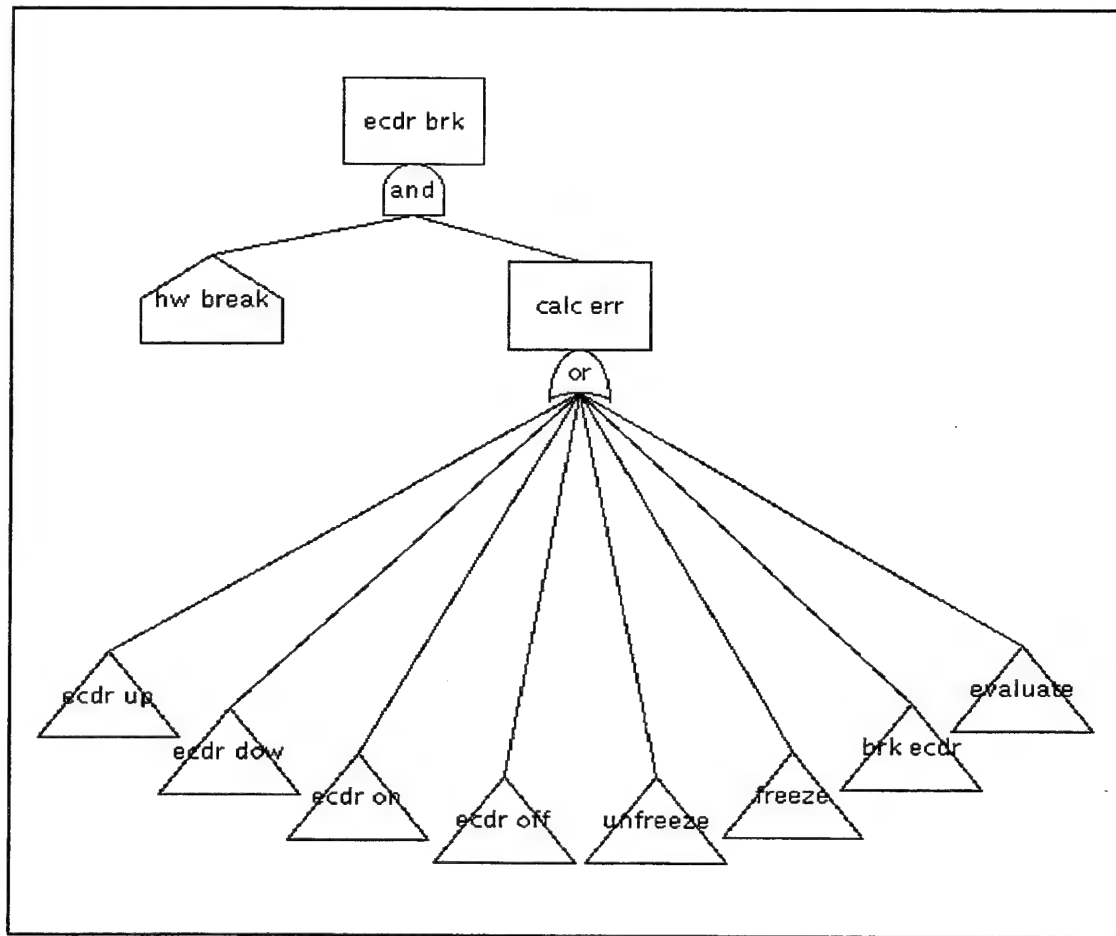 ecdr brk
and
hw break
calc err
or
ecdr up
ecdr dow
ecdr on
ecdr off
unfreeze
freeze
brk ecdr
evaluate